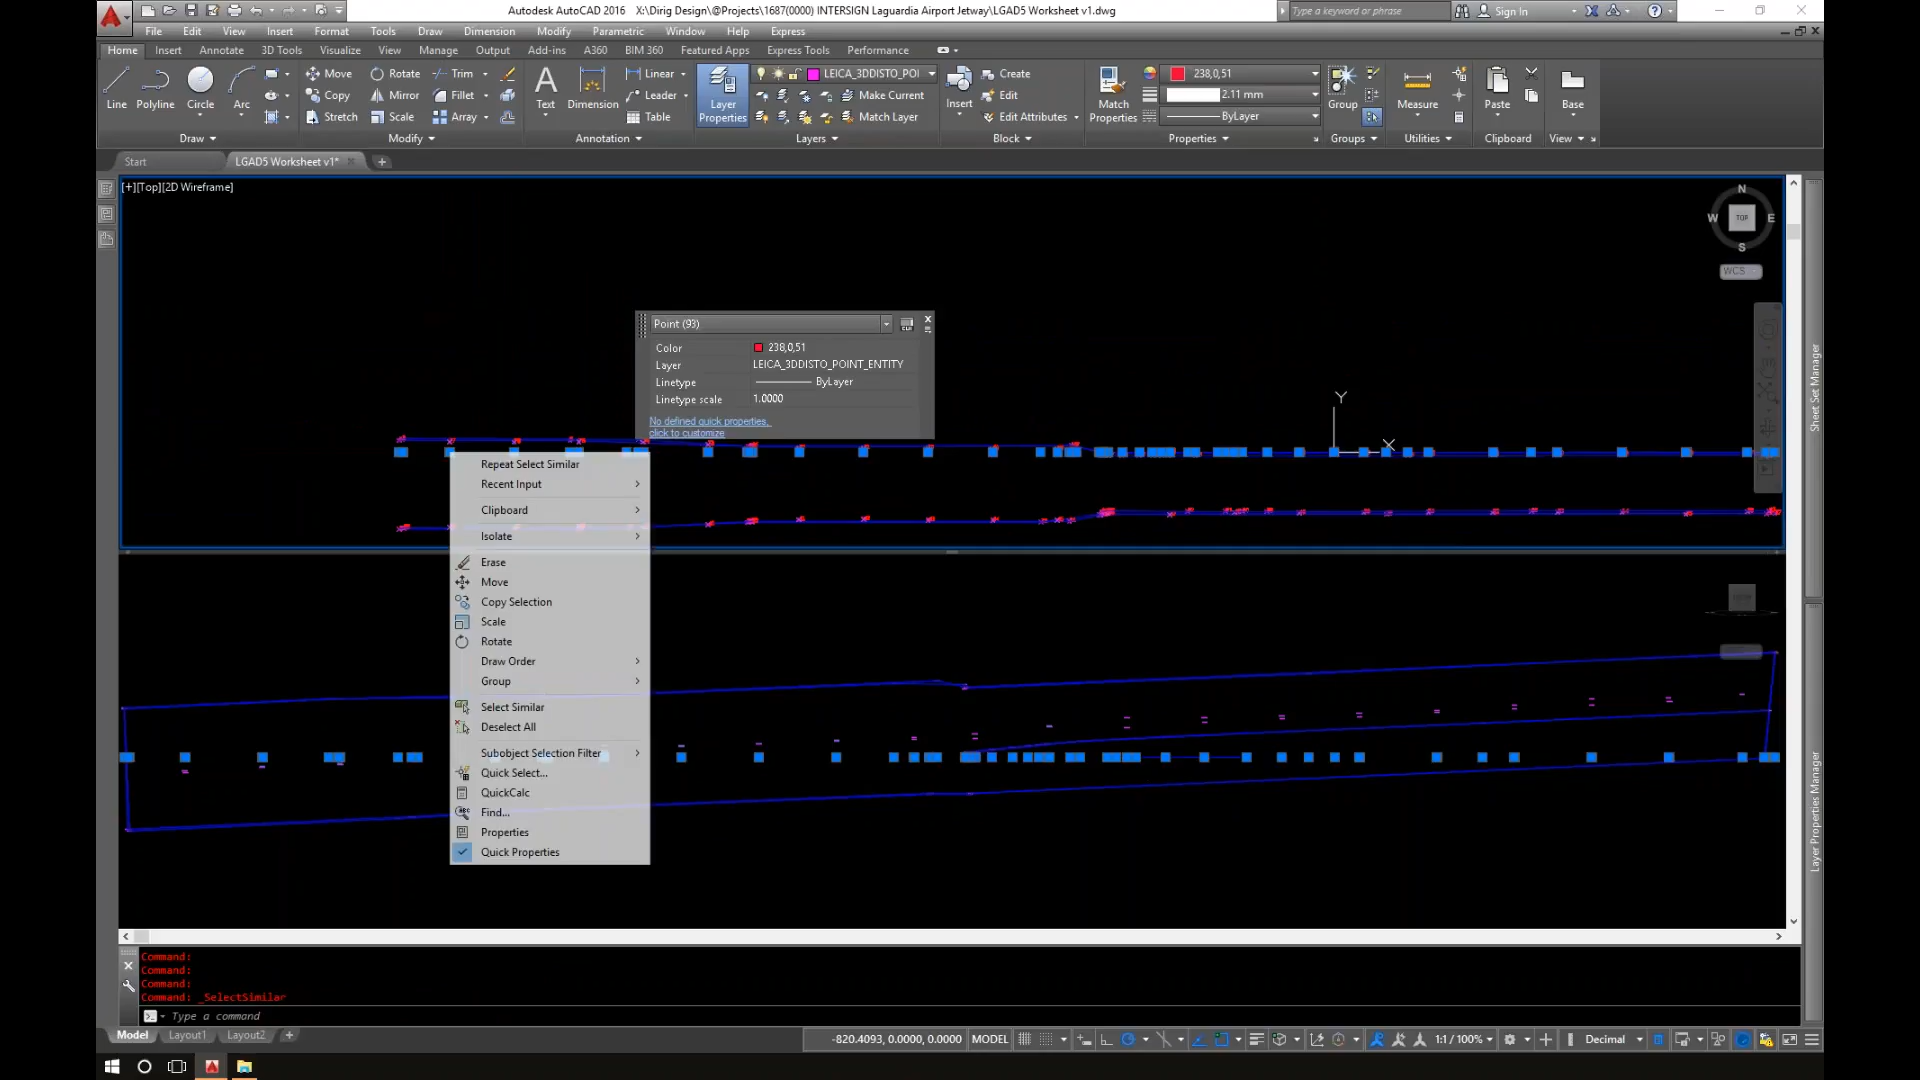 Autodesk AutoCAD 2016 X:\Dirig Design\@Projects\1687(0000) INTERSIGN Laguardia Airport Jetway\LGAD5 Worksheet v1.dwg
Type a keyword or phrase
Sign In
File Edit View Insert Format Tools Draw Dimension Modify Parametric Window Help Express
Home Insert Annotate 3D Tools Visualize View Manage Output Add-ins A360 BIM 360 Featured Apps Express Tools Performance
Move Rotate Trim Linear LEICA_3DDISTO_POI Create 238,0,51
Copy Mirror Fillet Leader Make Current Edit 2.11 mm
Line Polyline Circle Arc Text Dimension Layer Properties Insert Match Properties Group Measure Paste Base
Stretch Scale Array Table Match Layer Edit Attributes ByLayer
Draw Modify Annotation Layers Block Properties Groups Utilities Clipboard View
Start LGAD5 Worksheet v1*
[+][Top][2D Wireframe]
N
W TOP E
S
WCS
Sheet Set Manager
Layer Properties Manager
Point (93)
Color 238,0,51
Layer LEICA_3DDISTO_POINT_ENTITY
Linetype ByLayer
Linetype scale 1.0000
No defined quick properties,
click to customize
Y
X
Repeat Select Similar
Recent Input
Clipboard
Isolate
Erase
Move
Copy Selection
Scale
Rotate
Draw Order
Group
Select Similar
Deselect All
Subobject Selection Filter
Quick Select...
QuickCalc
Find...
Properties
Quick Properties
Command:
Command:
Command:
Command: _SelectSimilar
Type a command
Model Layout1 Layout2
-820.4093, 0.0000, 0.0000 MODEL 1:1 / 100% Decimal